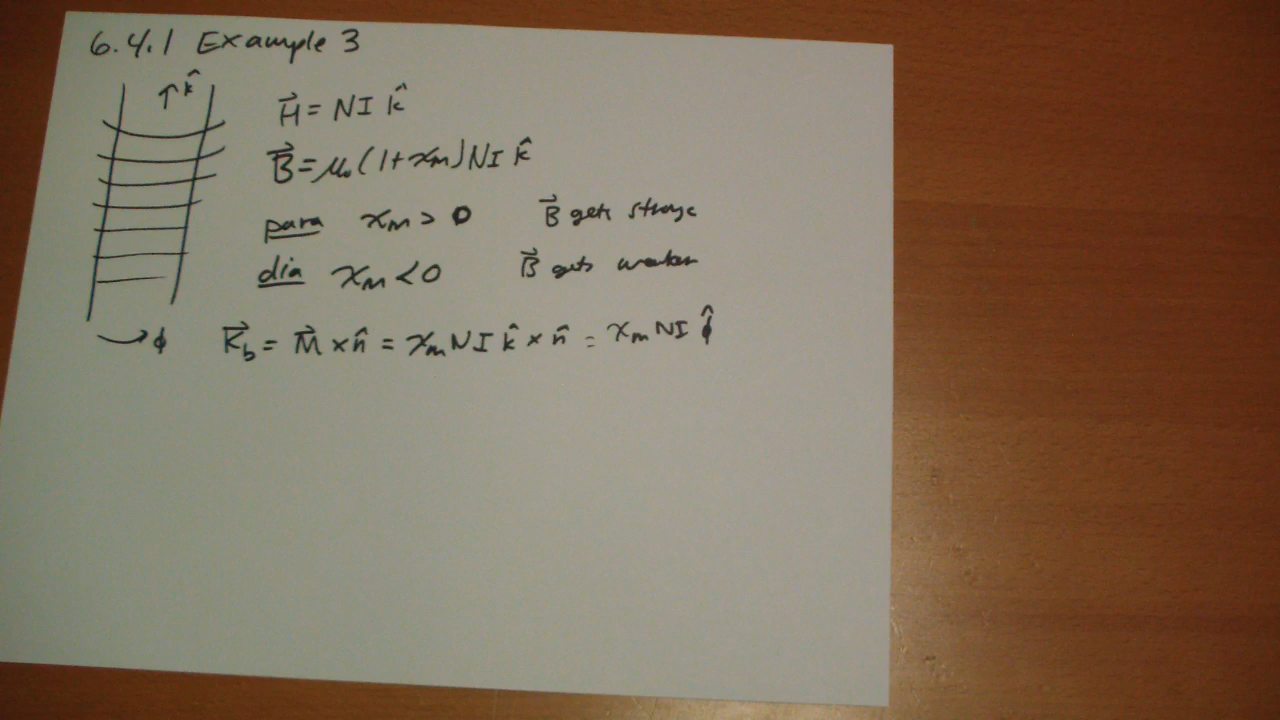 6.4.1 Example 3
↑ k̂
H⃗ = NI k̂
B⃗ = μ₀(1+χₘ)NI k̂
para χₘ > 0 B⃗ gets
dia χₘ < 0 B⃗ gets weaker
→ φ K⃗_b = M⃗ × n̂ = χₘ NI k̂ × n̂ = χₘ NI φ̂